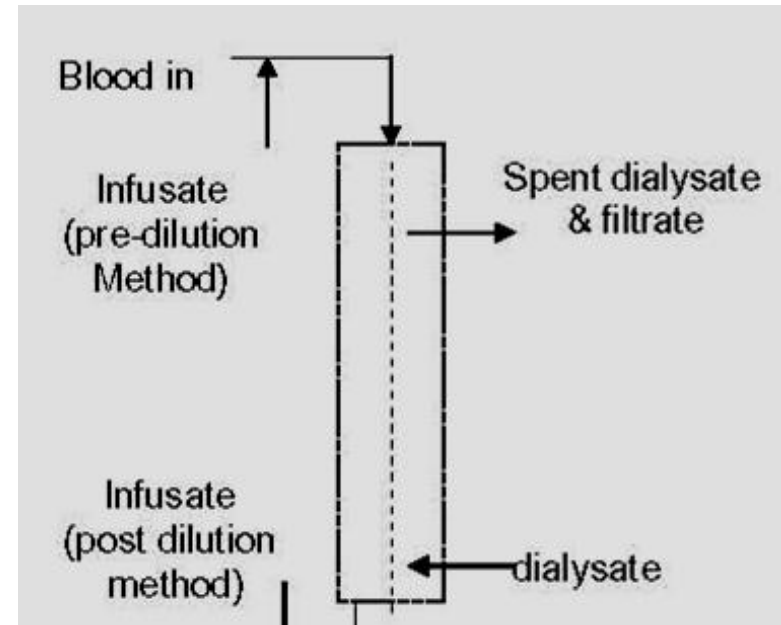 Blood in
Infusate
(pre-dilution
Method)
Spent dialysate
& filtrate
Infusate
(post dilution
method)
dialysate